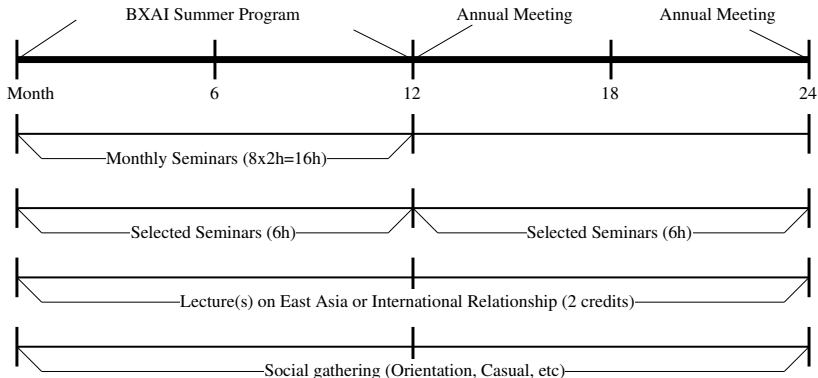 BXAI Summer Program Annual Meeting Annual Meeting
Month 6 12 18 24
Monthly Seminars (8x2h=16h)
Selected Seminars (6h) Selected Seminars (6h)
Lecture(s) on East Asia or International Relationship (2 credits)
Social gathering (Orientation, Casual, etc)